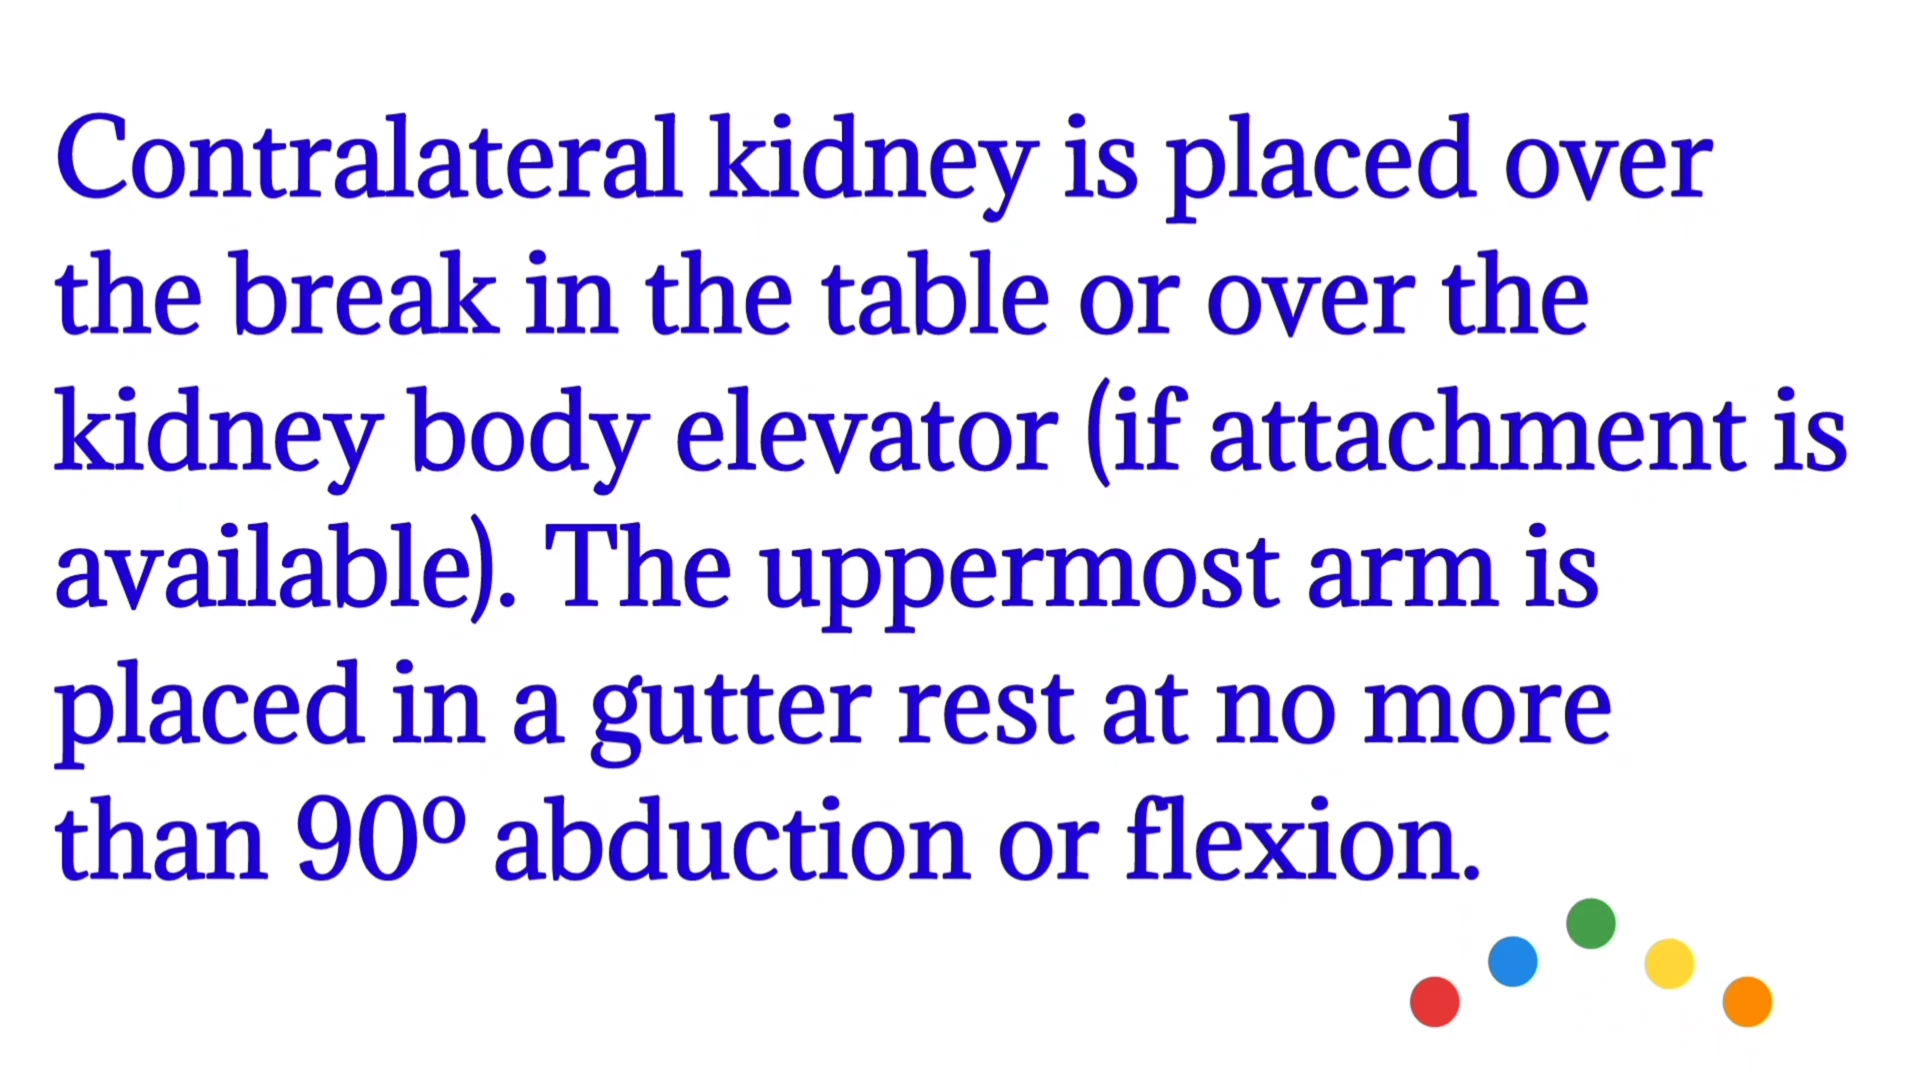 Contralateral kidney is placed over
the break in the table or over the
kidney body elevator (if attachment is
available). The uppermost arm is
placed in a gutter rest at no more
than 90º abduction or flexion.